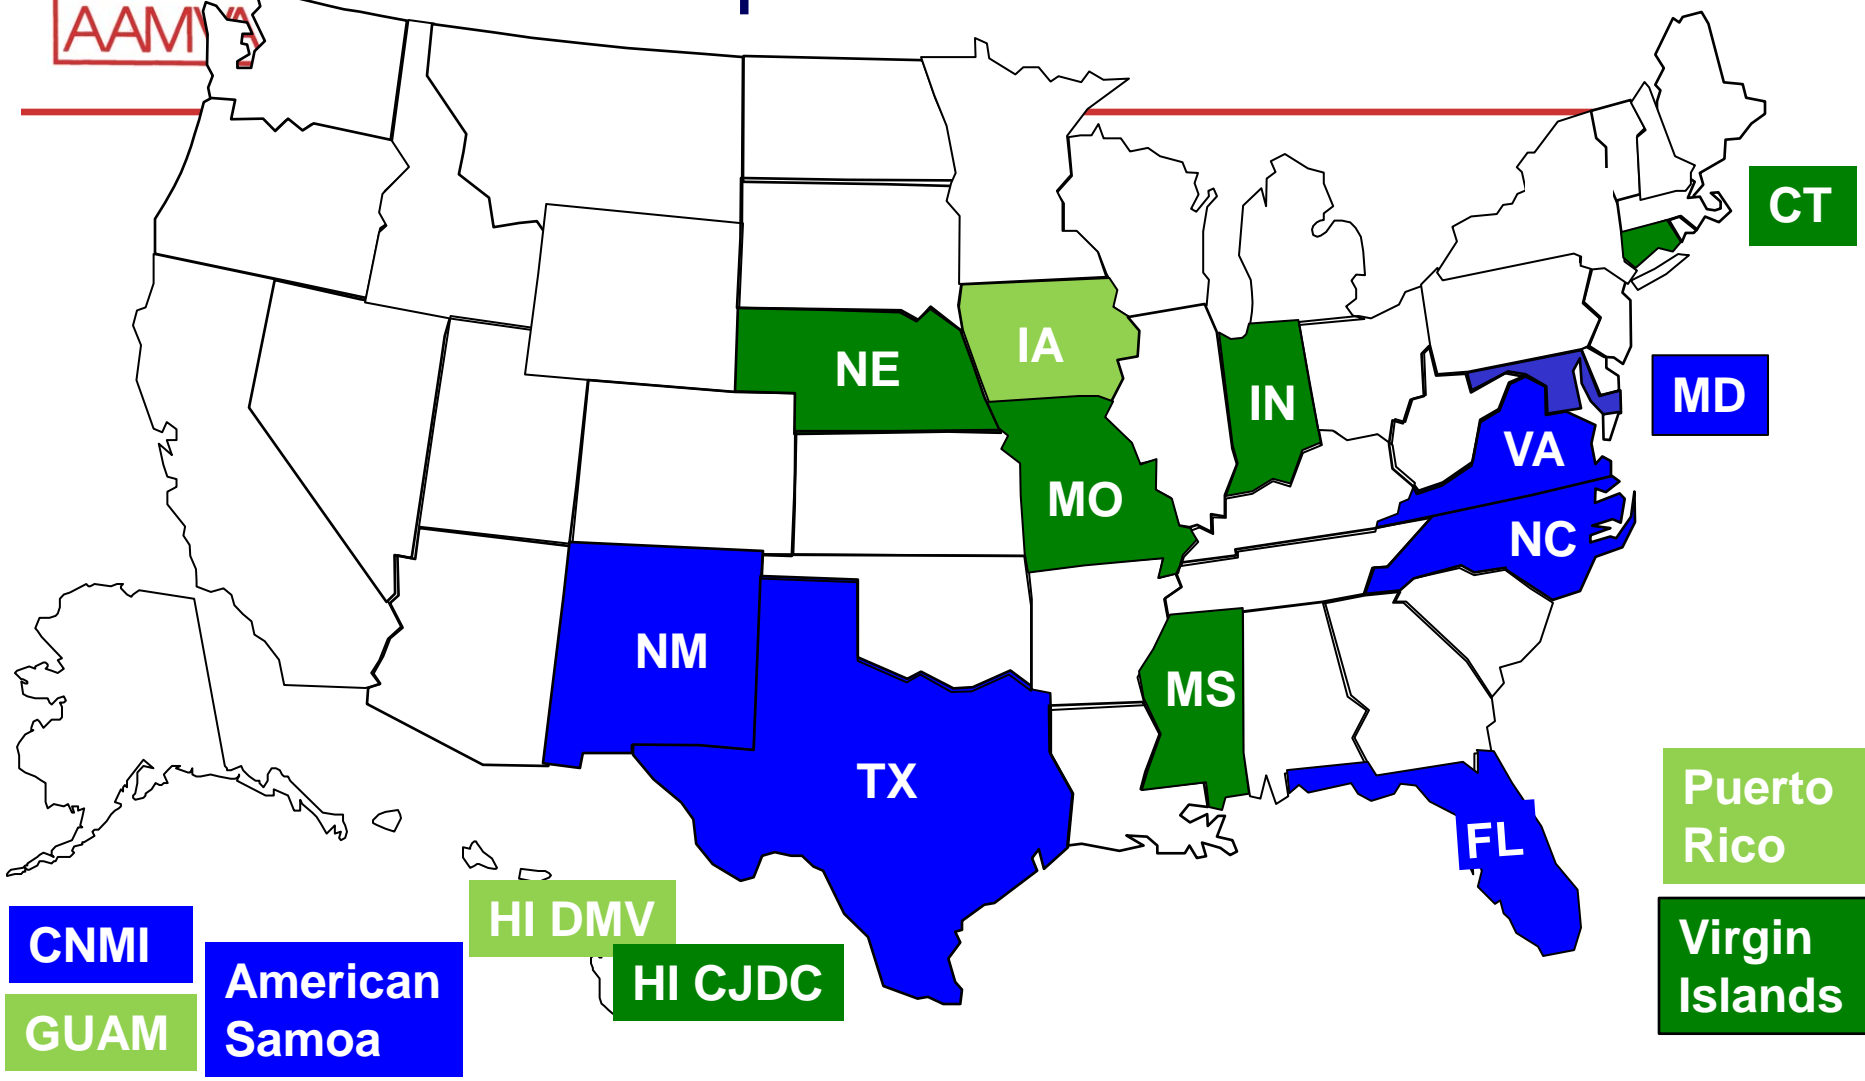 AAMVA
CT
NE
IA
IN
MD
VA
MO
NC
NM
MS
TX
FL
Puerto
Rico
HI DMV
CNMI
Virgin
Islands
American
Samoa
HI CJDC
GUAM